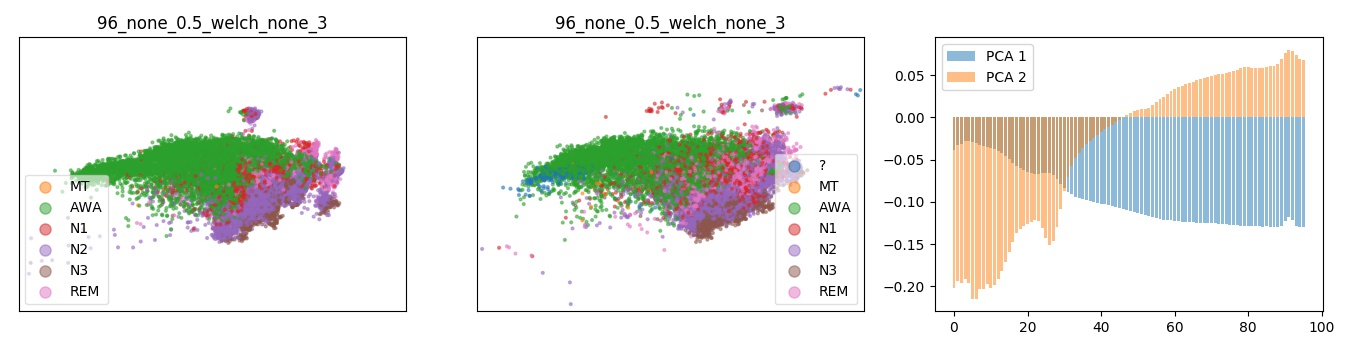 96_none_0.5_welch_none_3
MT
AWA
N1
N2
N3
REM
96_none_0.5_welch_none_3
?
MT
AWA
N1
N2
N3
REM
PCA 1
PCA 2
0.05
0.00
−0.05
−0.10
−0.15
−0.20
0 20 40 60 80 100